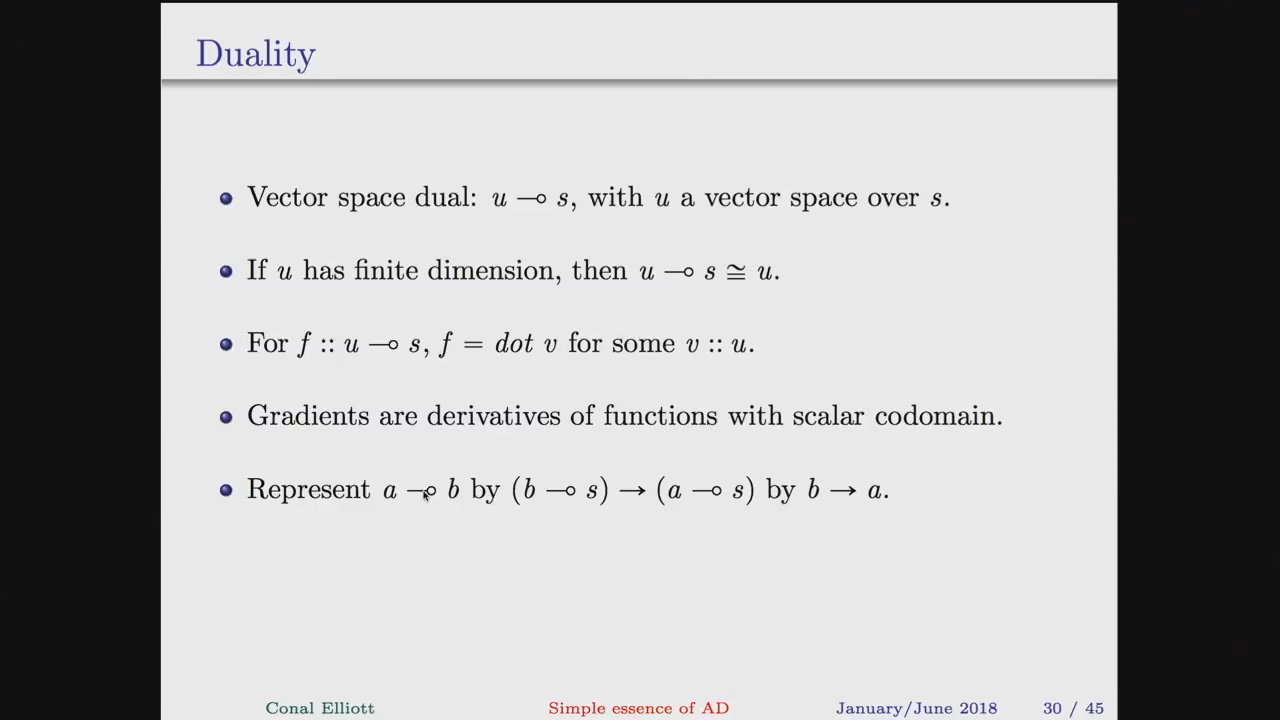 Duality
Vector space dual: u ⊸ s, with u a vector space over s.
If u has finite dimension, then u ⊸ s ≅ u.
For f :: u ⊸ s, f = dot v for some v :: u.
Gradients are derivatives of functions with scalar codomain.
Represent a ⊸ b by (b ⊸ s) → (a ⊸ s) by b → a.
Conal Elliott Simple essence of AD January/June 2018 30 / 45